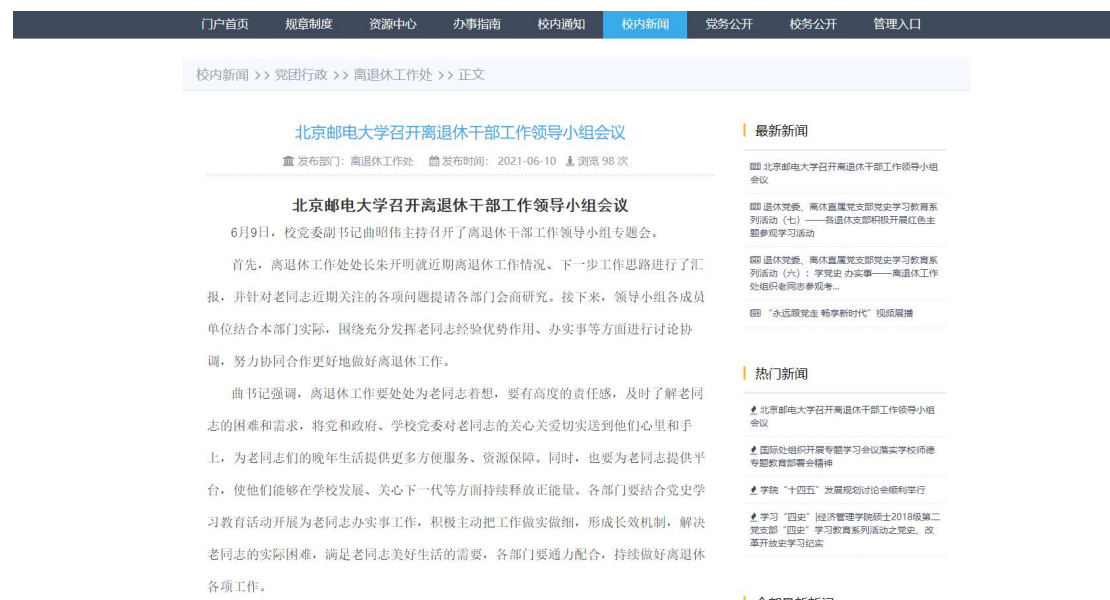 门户首页 规章制度 资源中心 办事指南 校内通知 校内新闻 党务公开 校务公开 管理入口
校内新闻 >> 党团行政 >> 离退休工作处 >> 正文
北京邮电大学召开离退休干部工作领导小组会议
发布部门：离退休工作处 发布时间： 2021-06-10 浏览 98 次
北京邮电大学召开离退休干部工作领导小组会议
6月9日，校党委副书记曲昭伟主持召开了离退休干部工作领导小组专题会。
首先，离退休工作处处长朱开明就近期离退休工作情况、下一步工作思路进行了汇
报，并针对老同志近期关注的各项问题提请各部门会商研究。接下来，领导小组各成员
单位结合本部门实际，围绕充分发挥老同志经验优势作用、办实事等方面进行讨论协
调，努力协同合作更好地做好离退休工作。
曲书记强调，离退休工作要处处为老同志着想，要有高度的责任感，及时了解老同
志的困难和需求，将党和政府、学校党委对老同志的关心关爱切实送到他们心里和手
上，为老同志们的晚年生活提供更多方便服务、资源保障。同时，也要为老同志提供平
台，使他们能够在学校发展、关心下一代等方面持续释放正能量。各部门要结合党史学
习教育活动开展为老同志办实事工作，积极主动把工作做实做细，形成长效机制，解决
老同志的实际困难，满足老同志美好生活的需要，各部门要通力配合，持续做好离退休
各项工作。
最新新闻
北京邮电大学召开离退休干部工作领导小组
会议
退休党委、离休直属党支部党史学习教育系
列活动（七）——各退休支部积极开展红色主
题参观学习活动
退休党委、离休直属党支部党史学习教育系
列活动（六）：学党史 办实事——离退休工作
处组织老同志参观考...
“永远跟党走 畅享新时代”视频展播
热门新闻
北京邮电大学召开离退休干部工作领导小组
会议
国际处组织开展专题学习会议落实学校师德
专题教育部署会精神
学院“十四五”发展规划讨论会顺利举行
学习“四史”|经济管理学院硕士2018级第二
党支部“四史”学习教育系列活动之党史、改
革开放史学习纪实